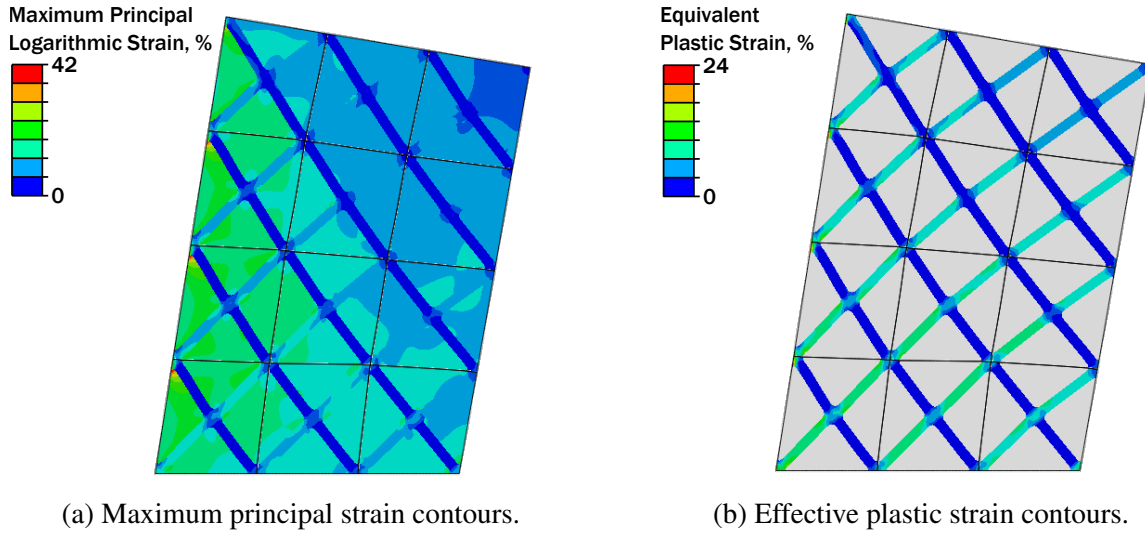 Maximum Principal
Logarithmic Strain, %
42
0
Equivalent
Plastic Strain, %
24
0
(a) Maximum principal strain contours.
(b) Effective plastic strain contours.